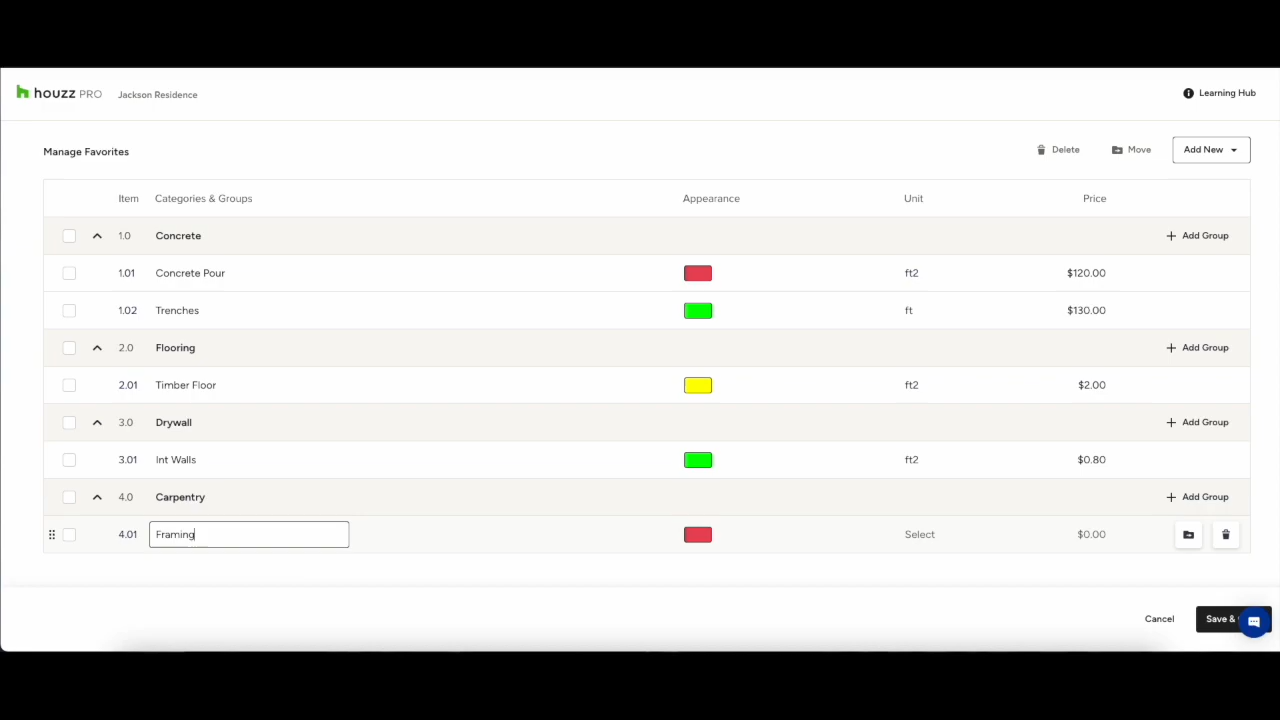 houzz PRO Jackson Residence Learning Hub
Manage Favorites Delete Move Add New
Item Categories & Groups Appearance Unit Price
1.0 Concrete + Add Group
1.01 Concrete Pour ft2 $120.00
1.02 Trenches ft $130.00
2.0 Flooring + Add Group
2.01 Timber Floor ft2 $2.00
3.0 Drywall + Add Group
3.01 Int Walls ft2 $0.80
4.0 Carpentry + Add Group
4.01 Framing Select $0.00
Cancel Save &